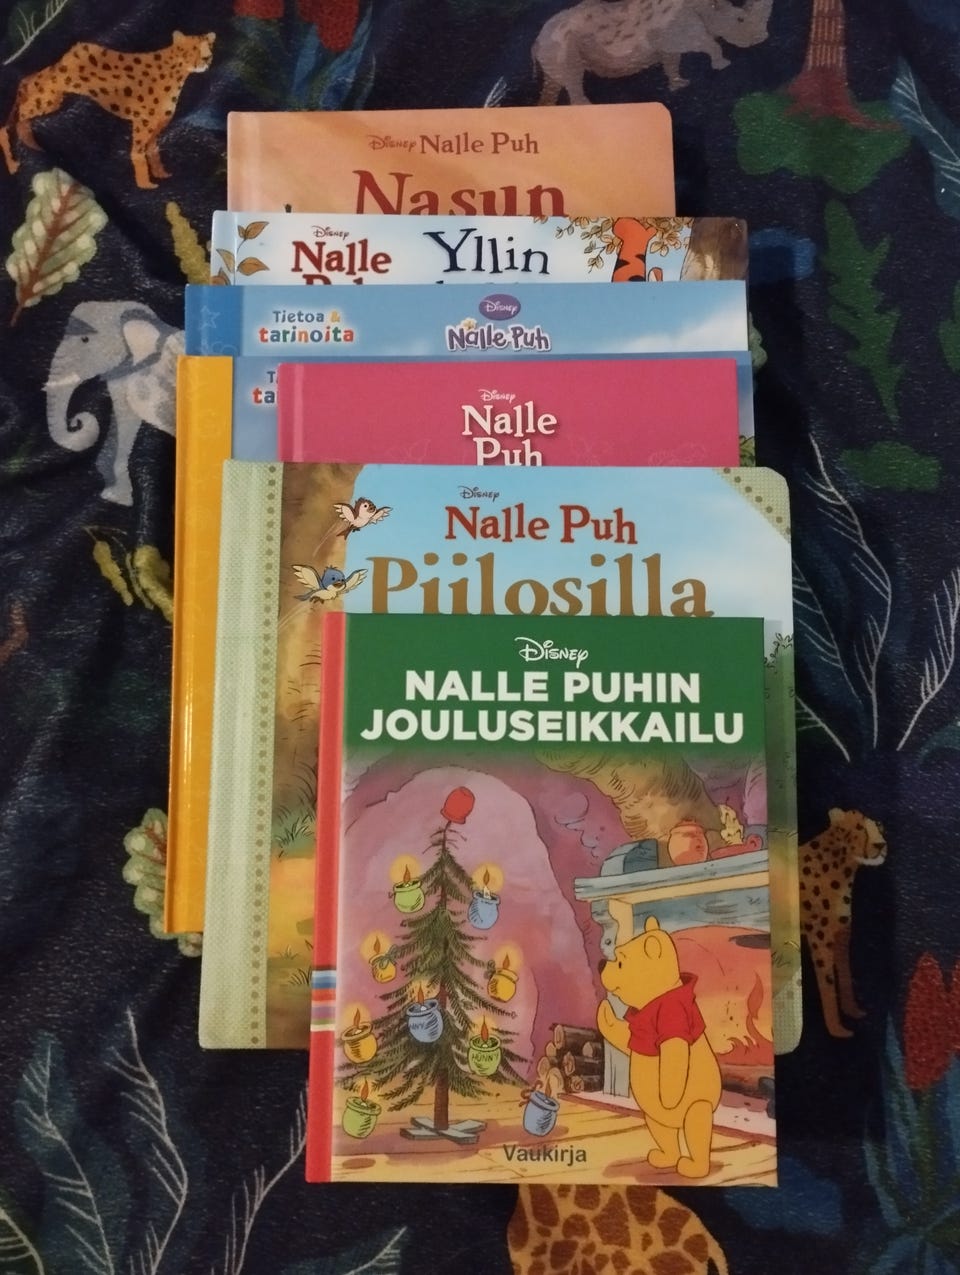 Disney Nalle Puh
Nasun
Disney
Nalle
Yllin
Disney
Tietoa &
tarinoita
Nalle Puh
Disney
Nalle
Puh
Disney
Nalle Puh
Piilosilla
Disney
NALLE PUHIN
JOULUSEIKKAILU
HUNNY
Vaukirja